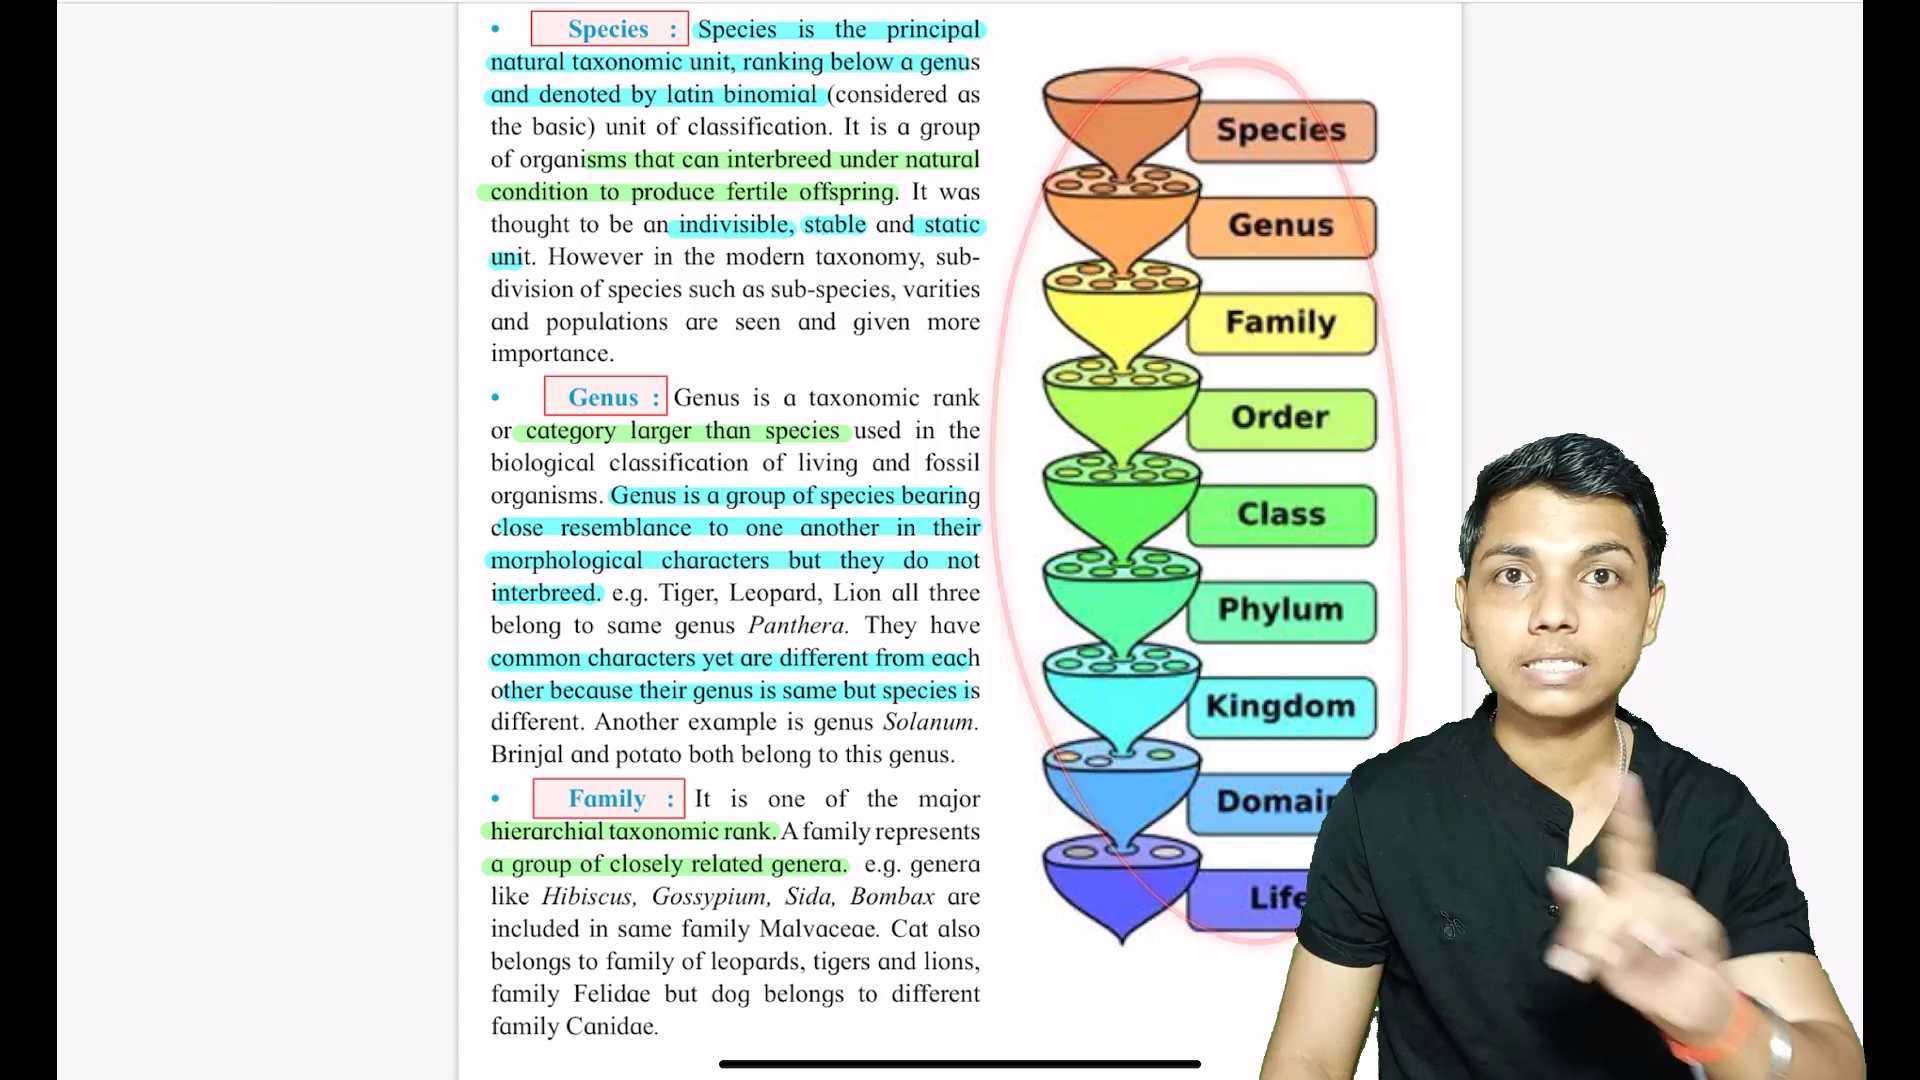 • Species : Species is the principal
natural taxonomic unit, ranking below a genus
and denoted by latin binomial (considered as
the basic) unit of classification. It is a group
of organisms that can interbreed under natural
condition to produce fertile offspring. It was
thought to be an indivisible, stable and static
unit. However in the modern taxonomy, sub-
division of species such as sub-species, varities
and populations are seen and given more
importance.
• Genus : Genus is a taxonomic rank
or category larger than species used in the
biological classification of living and fossil
organisms. Genus is a group of species bearing
close resemblance to one another in their
morphological characters but they do not
interbreed. e.g. Tiger, Leopard, Lion all three
belong to same genus Panthera. They have
common characters yet are different from each
other because their genus is same but species is
different. Another example is genus Solanum.
Brinjal and potato both belong to this genus.
• Family : It is one of the major
hierarchial taxonomic rank. A family represents
a group of closely related genera. e.g. genera
like Hibiscus, Gossypium, Sida, Bombax are
included in same family Malvaceae. Cat also
belongs to family of leopards, tigers and lions,
family Felidae but dog belongs to different
family Canidae.
Species
Genus
Family
Order
Class
Phylum
Kingdom
Domain
Life